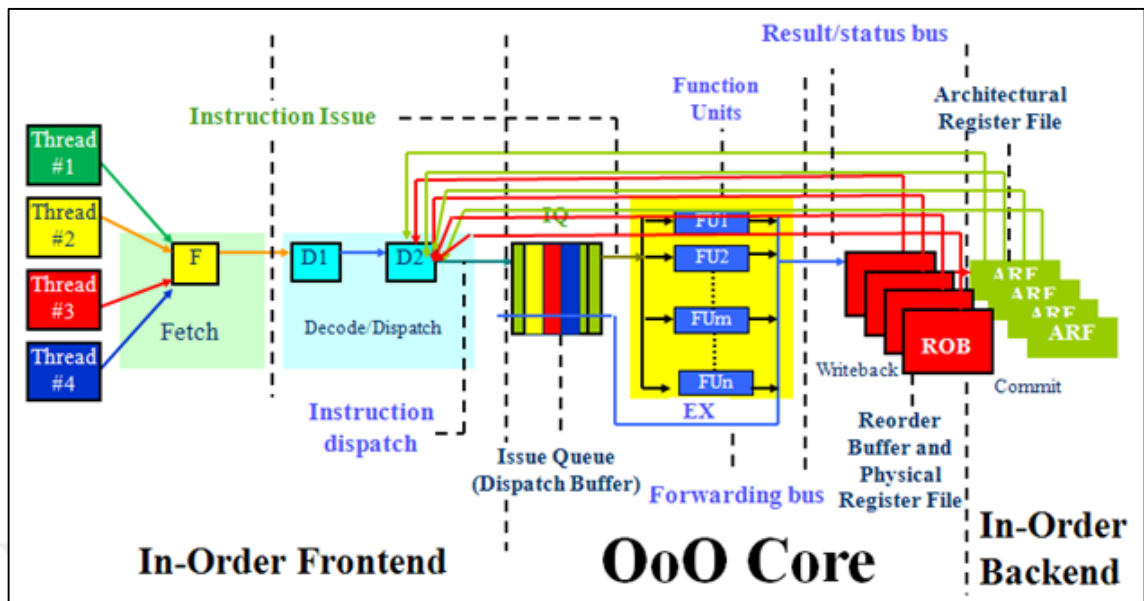 Result/status bus
Function
Units
Architectural
Register File
Instruction Issue
Thread
#1
Thread
#2
Thread
#3
Thread
#4
F
Fetch
D1
D2
Decode/Dispatch
IQ
FU1
FU2
FUm
FUn
EX
ARF
ARF
ARF
ARF
ROB
Writeback
Commit
Instruction
dispatch
Issue Queue
(Dispatch Buffer)
Forwarding bus
Reorder
Buffer and
Physical
Register File
In-Order Frontend
OoO Core
In-Order
Backend